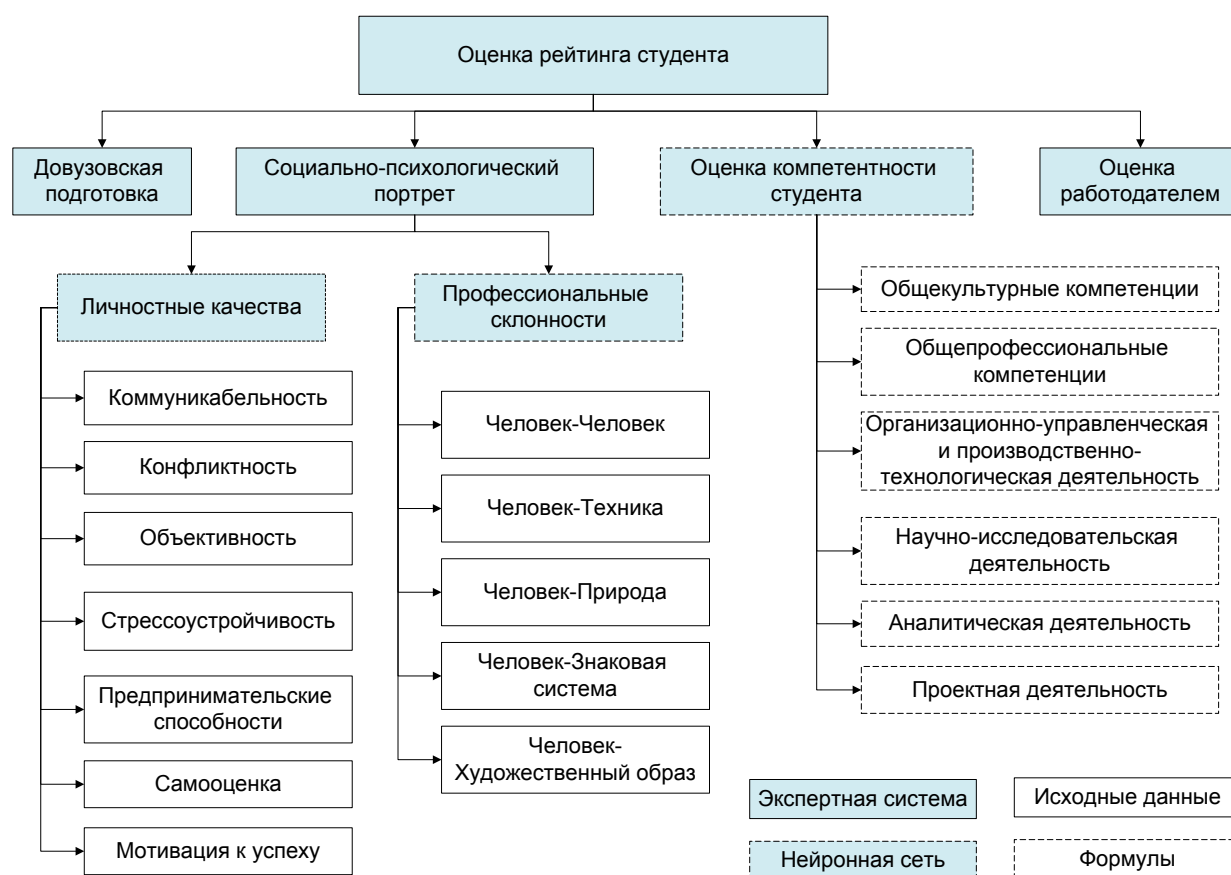 Оценка рейтинга студента
Довузовская
подготовка
Социально-психологический
портрет
Оценка компетентности
студента
Оценка
работодателем
Личностные качества
Коммуникабельность
Конфликтность
Объективность
Стрессоустройчивость
Предпринимательские
способности
Самооценка
Мотивация к успеху
Профессиональные
склонности
Человек-Человек
Человек-Техника
Человек-Природа
Человек-Знаковая
система
Человек-
Художественный образ
Общекультурные компетенции
Общепрофессиональные
компетенции
Организационно-управленческая
и производственно-
технологическая деятельность
Научно-исследовательская
деятельность
Аналитическая деятельность
Проектная деятельность
Экспертная система
Исходные данные
Нейронная сеть
Формулы